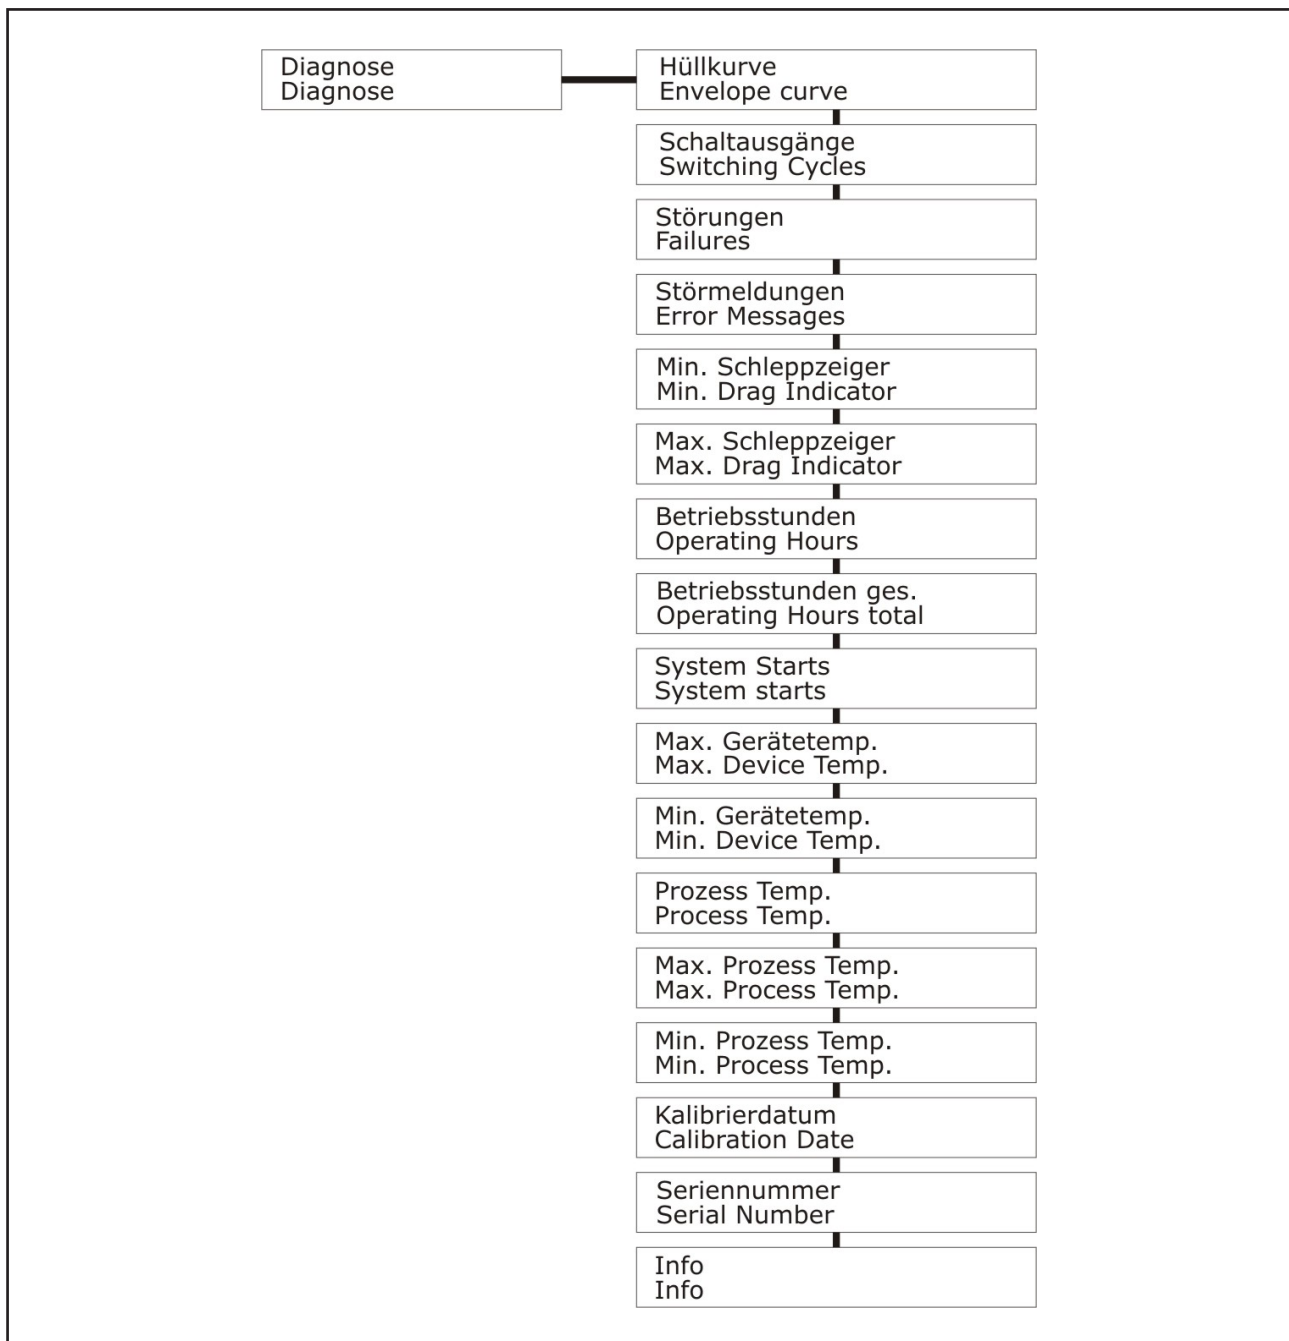 Diagnose
Diagnose
Hüllkurve
Envelope curve
Schaltausgänge
Switching Cycles
Störungen
Failures
Störmeldungen
Error Messages
Min. Schleppzeiger
Min. Drag Indicator
Max. Schleppzeiger
Max. Drag Indicator
Betriebsstunden
Operating Hours
Betriebsstunden ges.
Operating Hours total
System Starts
System starts
Max. Gerätetemp.
Max. Device Temp.
Min. Gerätetemp.
Min. Device Temp.
Prozess Temp.
Process Temp.
Max. Prozess Temp.
Max. Process Temp.
Min. Prozess Temp.
Min. Process Temp.
Kalibrierdatum
Calibration Date
Seriennummer
Serial Number
Info
Info